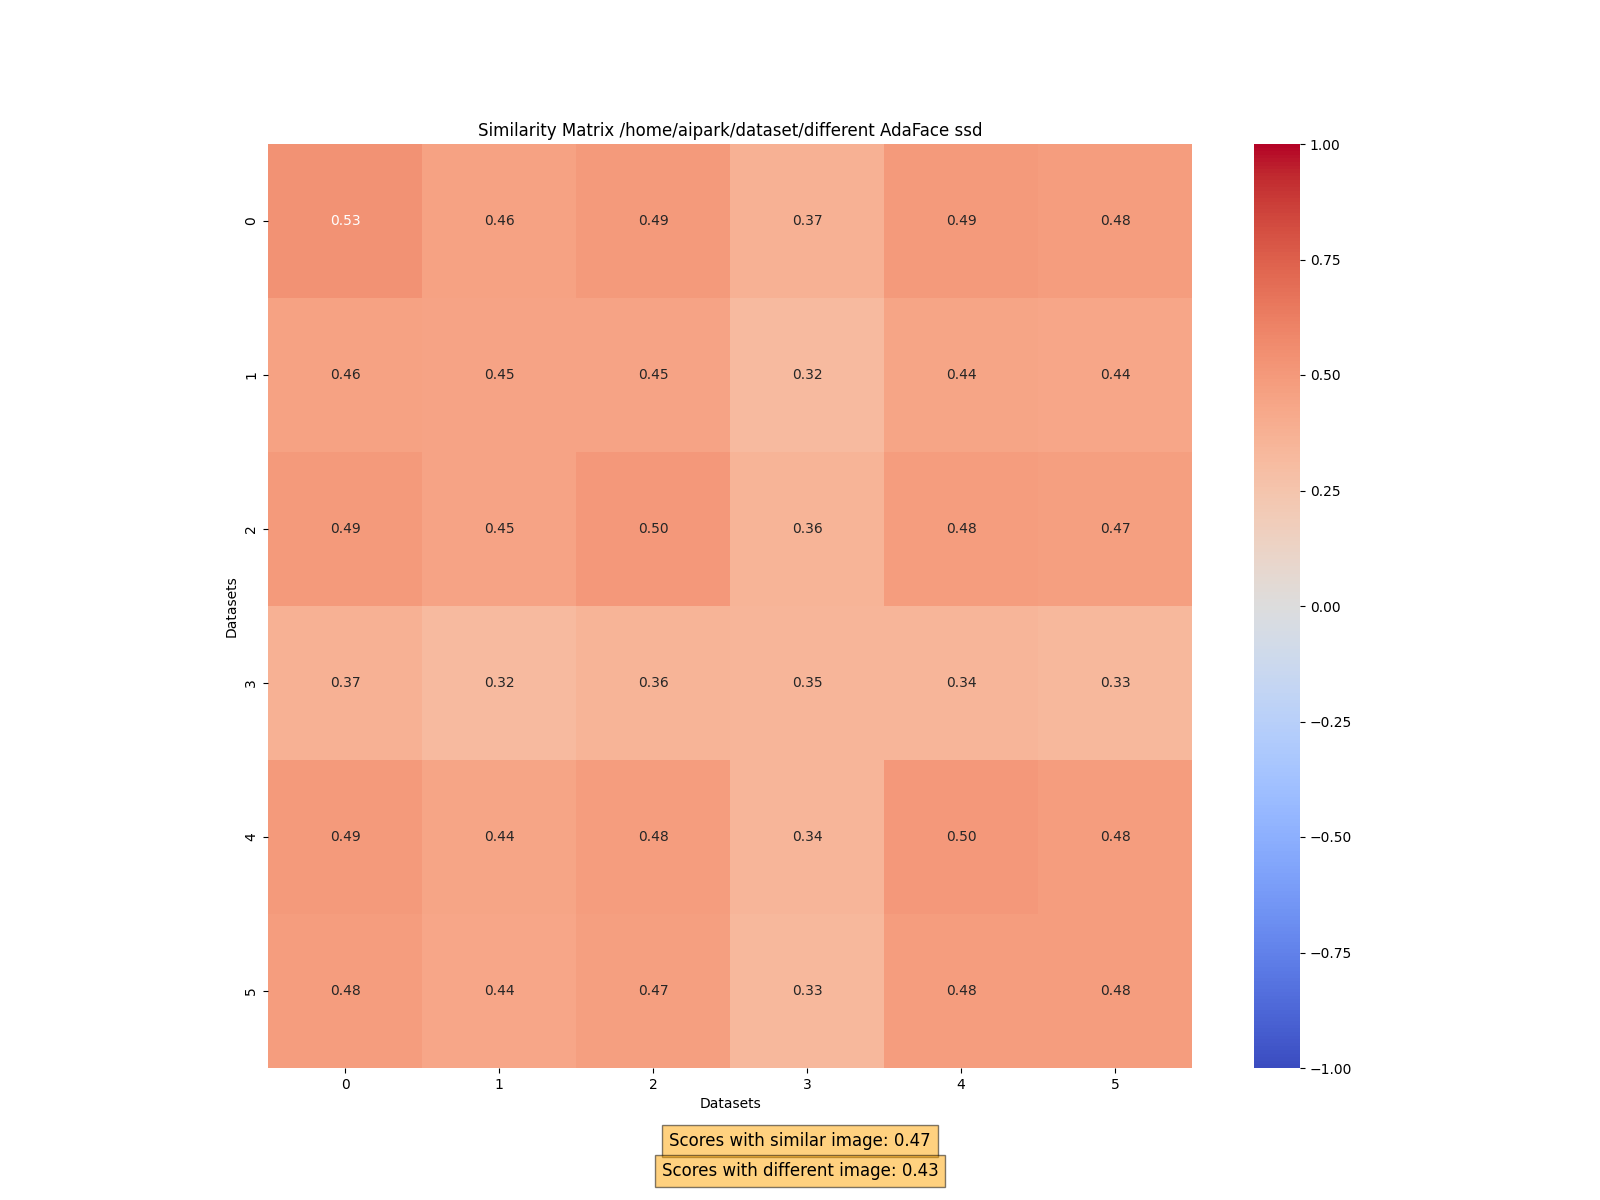 Similarity Matrix /home/aipark/dataset/different AdaFace ssd
0 0.53 0.46 0.49 0.37 0.49 0.48
1 0.46 0.45 0.45 0.32 0.44 0.44
2 0.49 0.45 0.50 0.36 0.48 0.47
3 0.37 0.32 0.36 0.35 0.34 0.33
4 0.49 0.44 0.48 0.34 0.50 0.48
5 0.48 0.44 0.47 0.33 0.48 0.48
Datasets
0 1 2 3 4 5
Datasets
1.00
0.75
0.50
0.25
0.00
−0.25
−0.50
−0.75
−1.00
Scores with similar image: 0.47
Scores with different image: 0.43